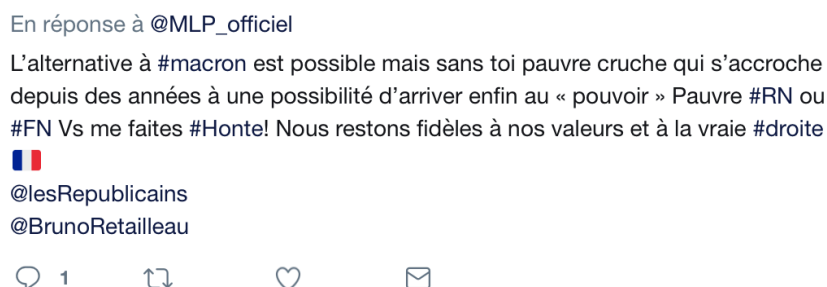 En réponse à @MLP_officiel
L’alternative à #macron est possible mais sans toi pauvre cruche qui s’accroche
depuis des années à une possibilité d’arriver enfin au « pouvoir » Pauvre #RN ou
#FN Vs me faites #Honte! Nous restons fidèles à nos valeurs et à la vraie #droite
@lesRepublicains
@BrunoRetailleau
1